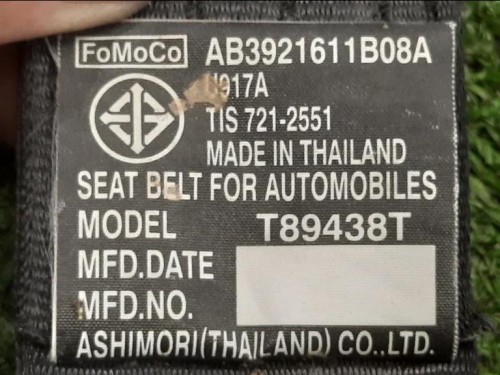 FoMoCo AB3921611B08A
917A
TIS 721-2551
MADE IN THAILAND
SEAT BELT FOR AUTOMOBILES
MODEL T89438T
MFD.DATE
MFD.NO.
ASHIMORI(THAILAND) CO.,LTD.